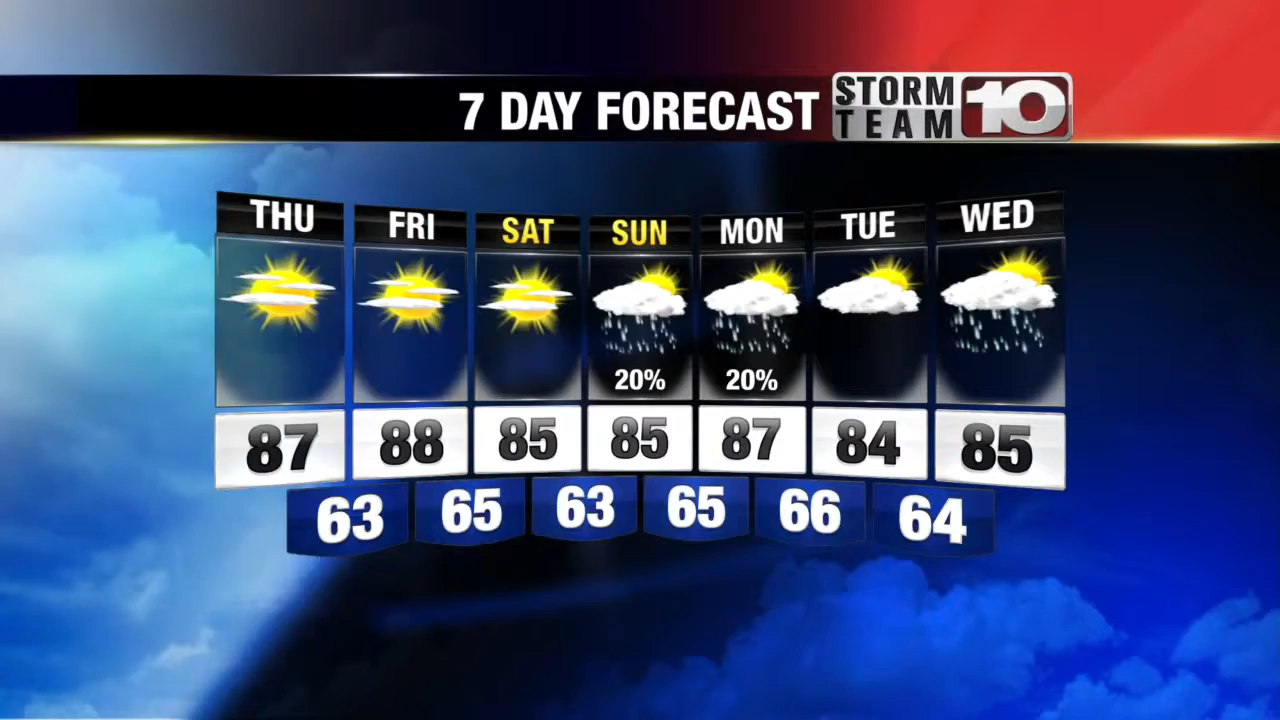 7 DAY FORECAST
STORM TEAM 10
THU FRI SAT SUN MON TUE WED
20% 20%
87 88 85 85 87 84 85
63 65 63 65 66 64